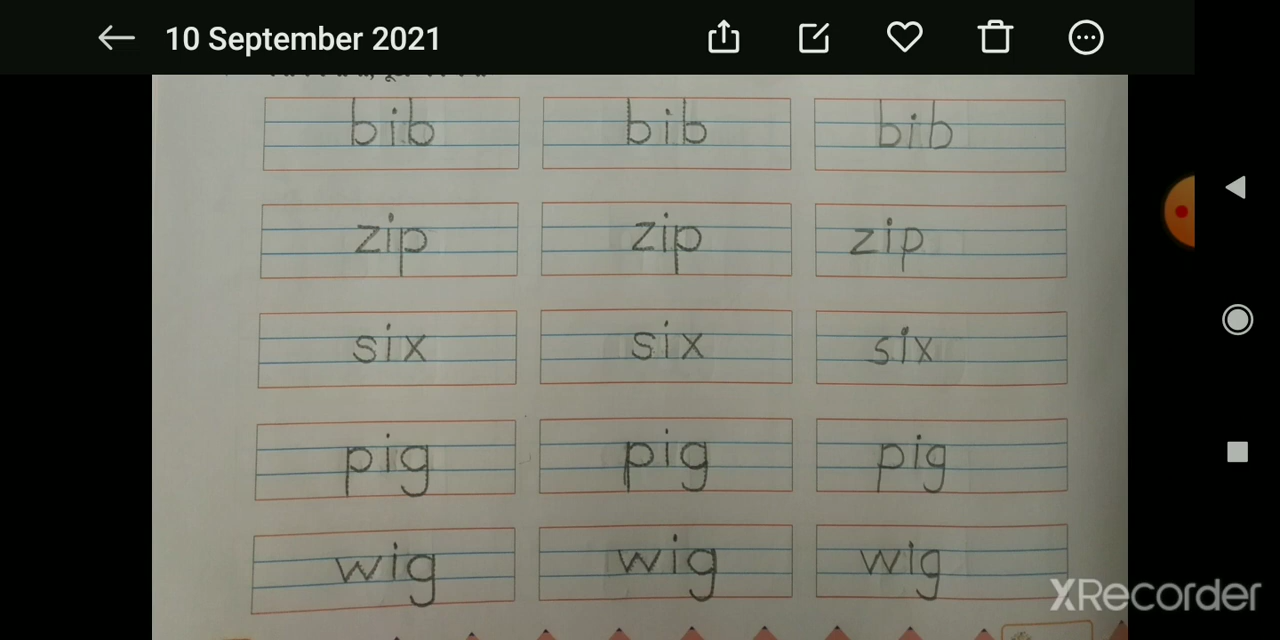 10 September 2021
bib bib bib
zip zip zip
six six six
pig pig pig
wig wig wig
XRecorder